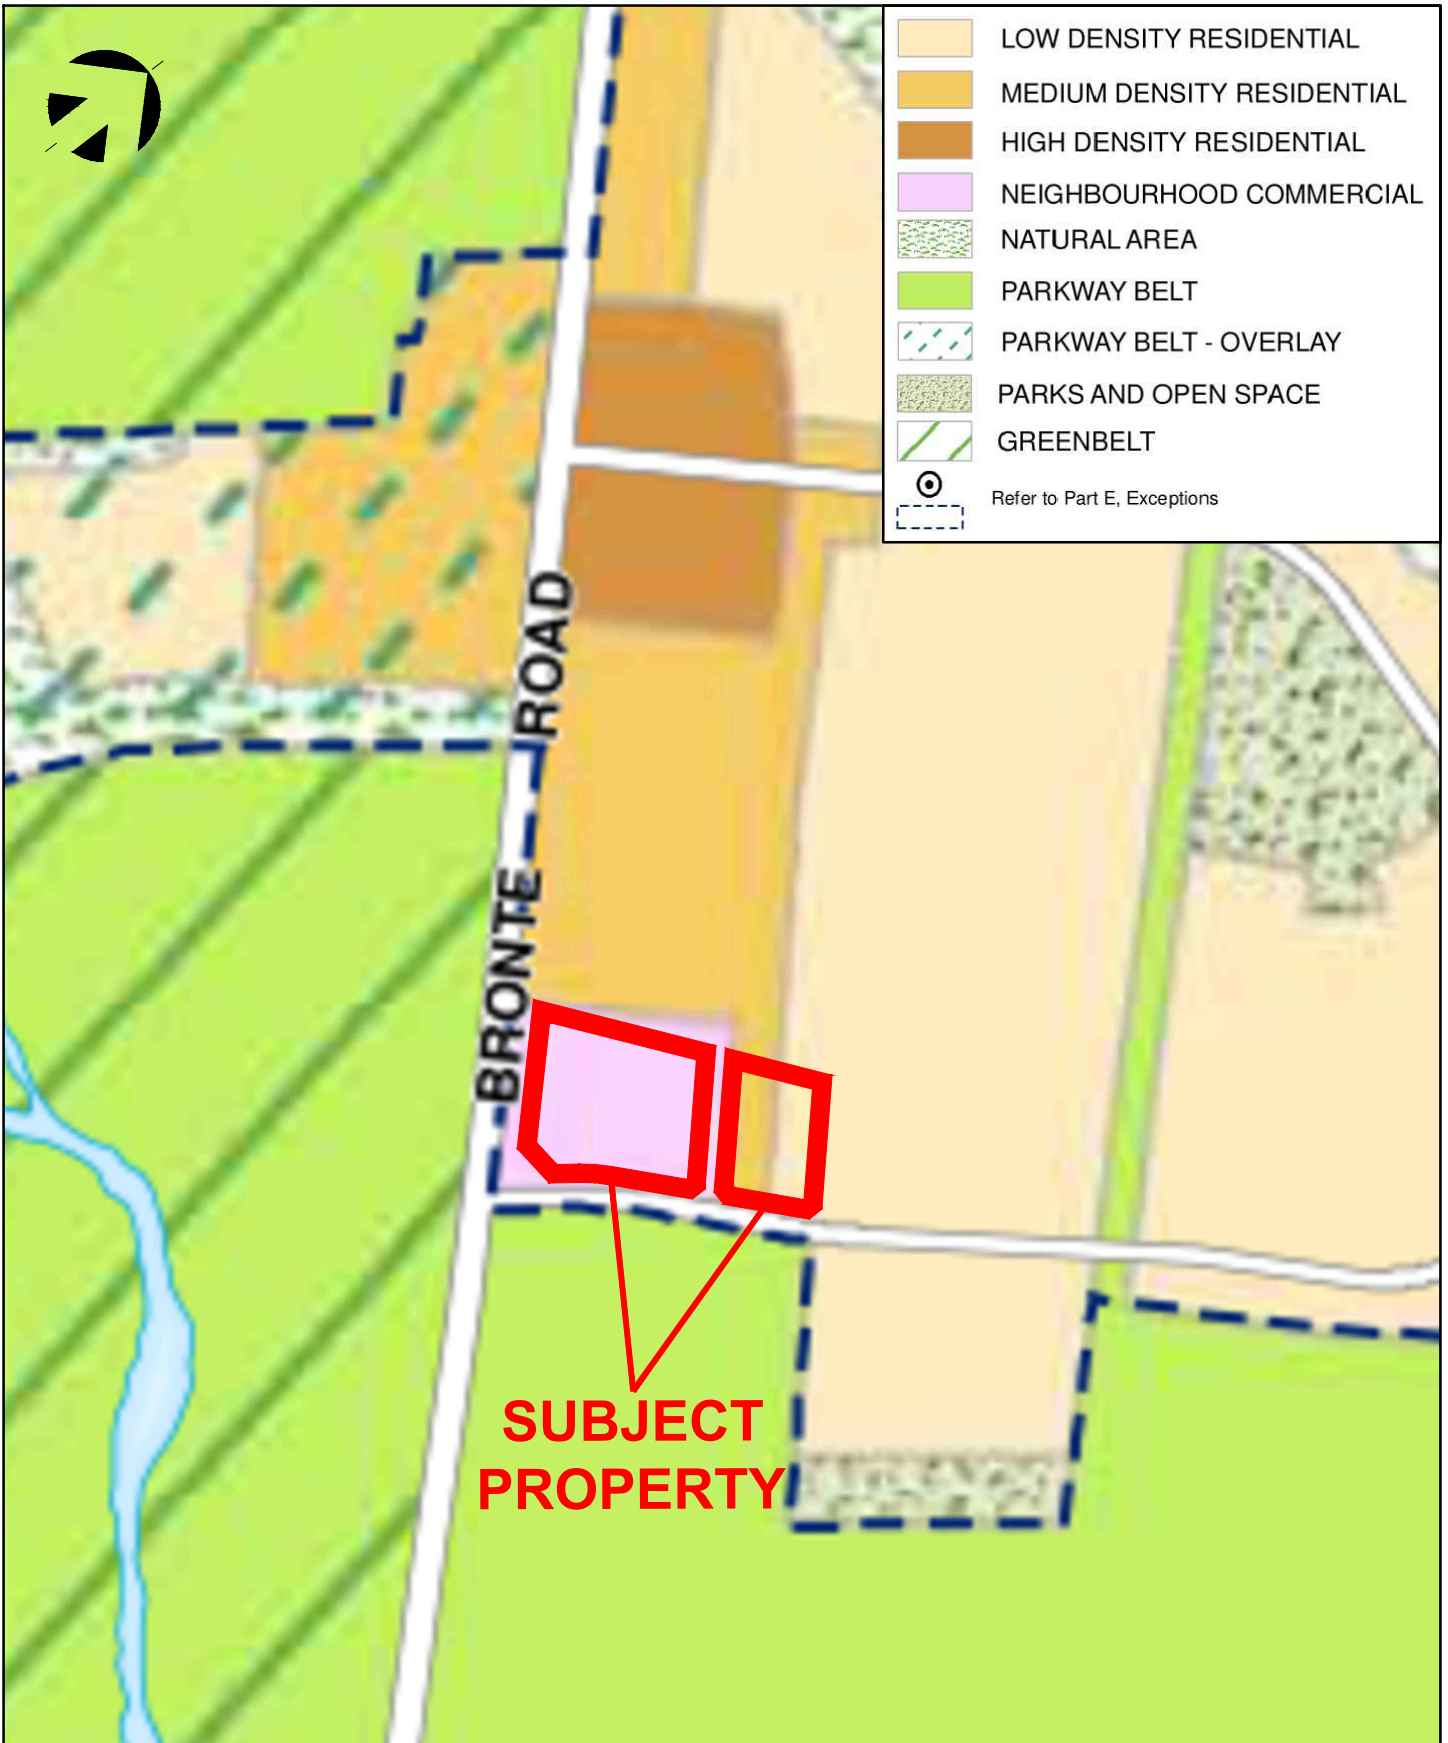 LOW DENSITY RESIDENTIAL
MEDIUM DENSITY RESIDENTIAL
HIGH DENSITY RESIDENTIAL
NEIGHBOURHOOD COMMERCIAL
NATURAL AREA
PARKWAY BELT
PARKWAY BELT - OVERLAY
PARKS AND OPEN SPACE
GREENBELT
Refer to Part E, Exceptions
BRONTE ROAD
SUBJECT
PROPERTY